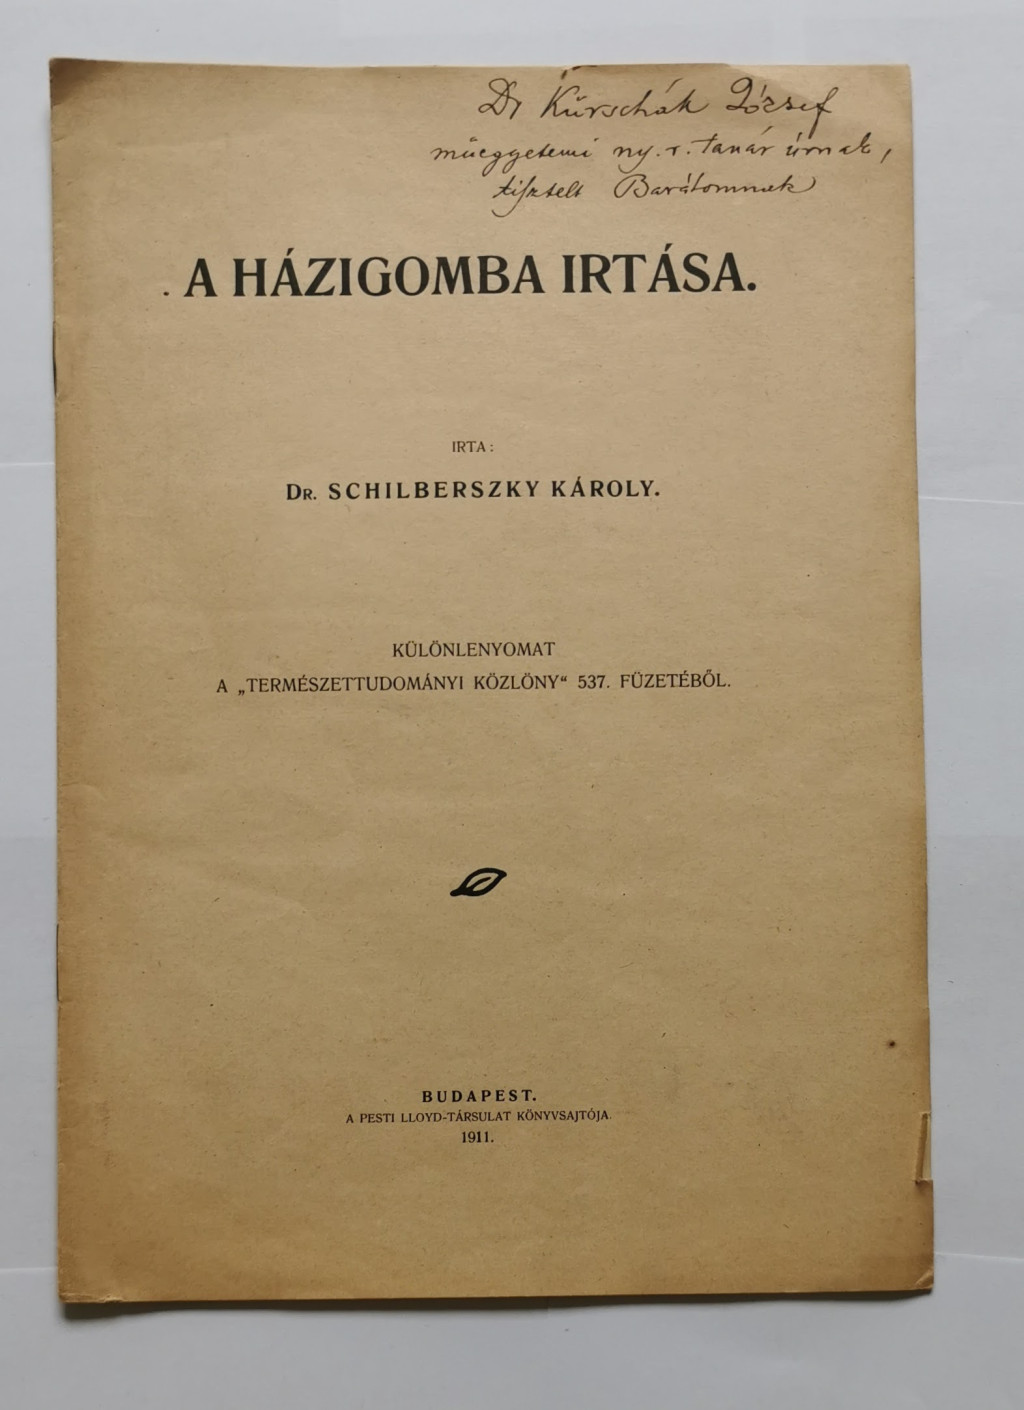 Dr Kürschák József
műegyetemi ny. r. tanár úrnak,
tisztelt Barátomnak
A HÁZIGOMBA IRTÁSA.
IRTA:
DR. SCHILBERSZKY KÁROLY.
KÜLÖNLENYOMAT
A „TERMÉSZETTUDOMÁNYI KÖZLÖNY“ 537. FÜZETÉBŐL.
BUDAPEST.
A PESTI LLOYD-TÁRSULAT KÖNYVSAJTÓJA.
1911.